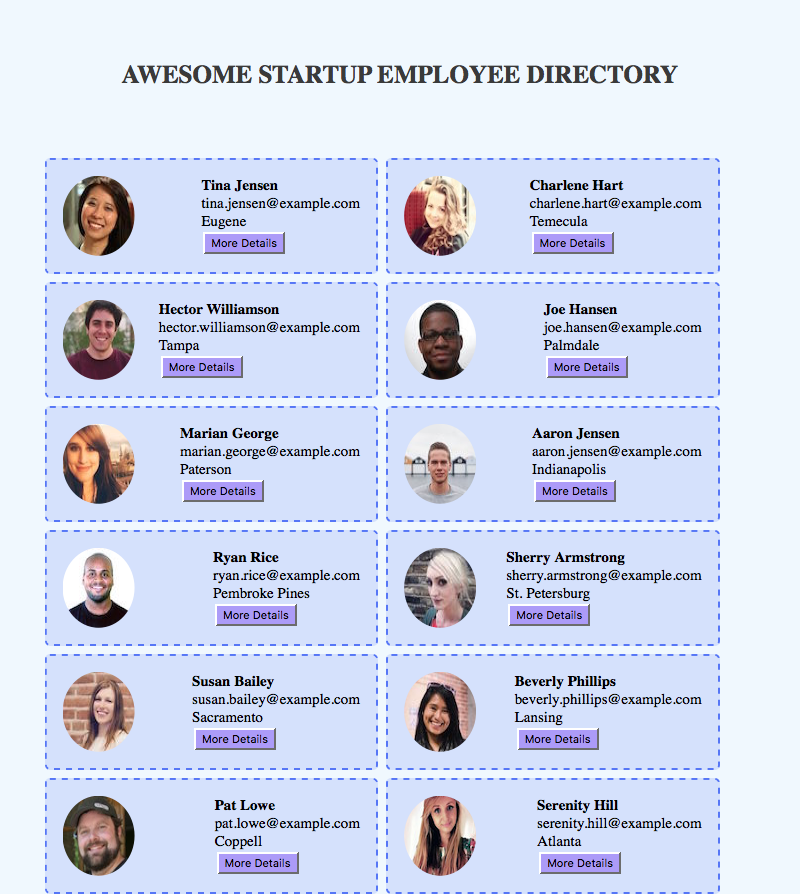 AWESOME STARTUP EMPLOYEE DIRECTORY
Tina Jensen
tina.jensen@example.com
Eugene
More Details
Charlene Hart
charlene.hart@example.com
Temecula
More Details
Hector Williamson
hector.williamson@example.com
Tampa
More Details
Joe Hansen
joe.hansen@example.com
Palmdale
More Details
Marian George
marian.george@example.com
Paterson
More Details
Aaron Jensen
aaron.jensen@example.com
Indianapolis
More Details
Ryan Rice
ryan.rice@example.com
Pembroke Pines
More Details
Sherry Armstrong
sherry.armstrong@example.com
St. Petersburg
More Details
Susan Bailey
susan.bailey@example.com
Sacramento
More Details
Beverly Phillips
beverly.phillips@example.com
Lansing
More Details
Pat Lowe
pat.lowe@example.com
Coppell
More Details
Serenity Hill
serenity.hill@example.com
Atlanta
More Details